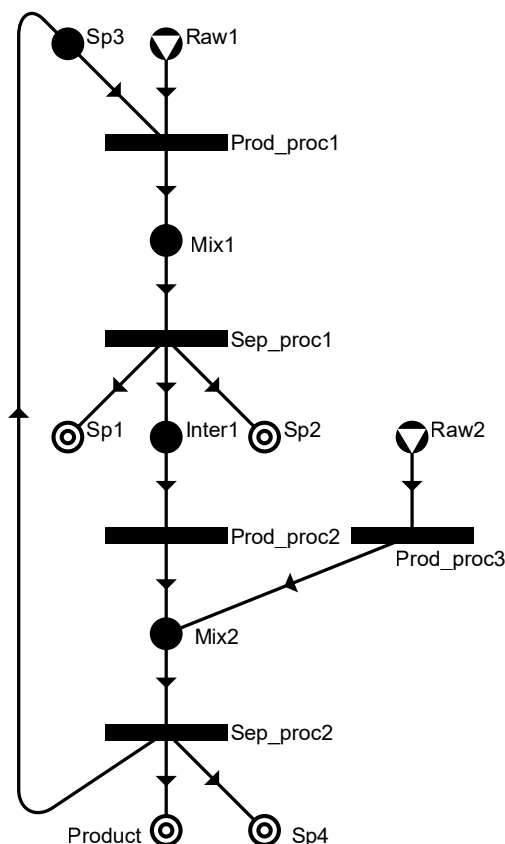 Sp3
Raw1
Prod_proc1
Mix1
Sep_proc1
Sp1
Inter1
Sp2
Raw2
Prod_proc2
Prod_proc3
Mix2
Sep_proc2
Product
Sp4